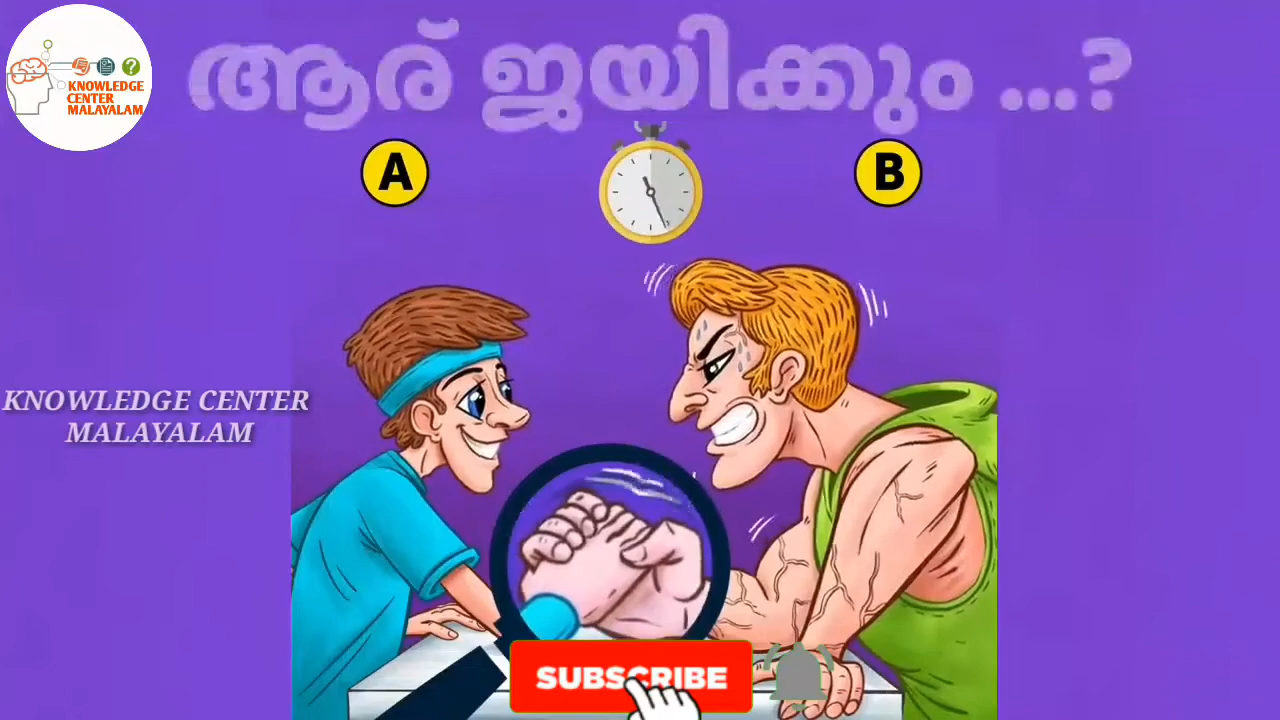 KNOWLEDGE
CENTER
MALAYALAM
ആര് ജയിക്കും ...?
A
B
KNOWLEDGE CENTER
MALAYALAM
SUBSCRIBE